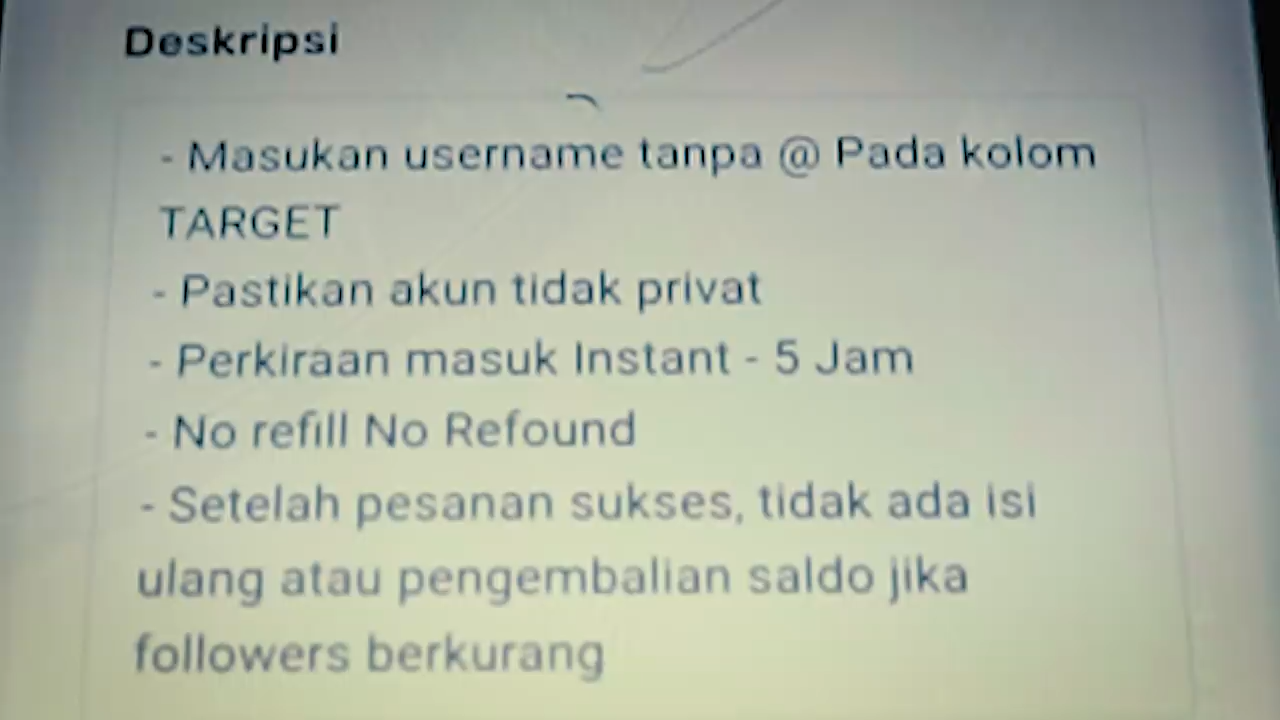 Deskripsi
- Masukan username tanpa @ Pada kolom
TARGET
- Pastikan akun tidak privat
- Perkiraan masuk Instant - 5 Jam
- No refill No Refound
- Setelah pesanan sukses, tidak ada isi
ulang atau pengembalian saldo jika
followers berkurang